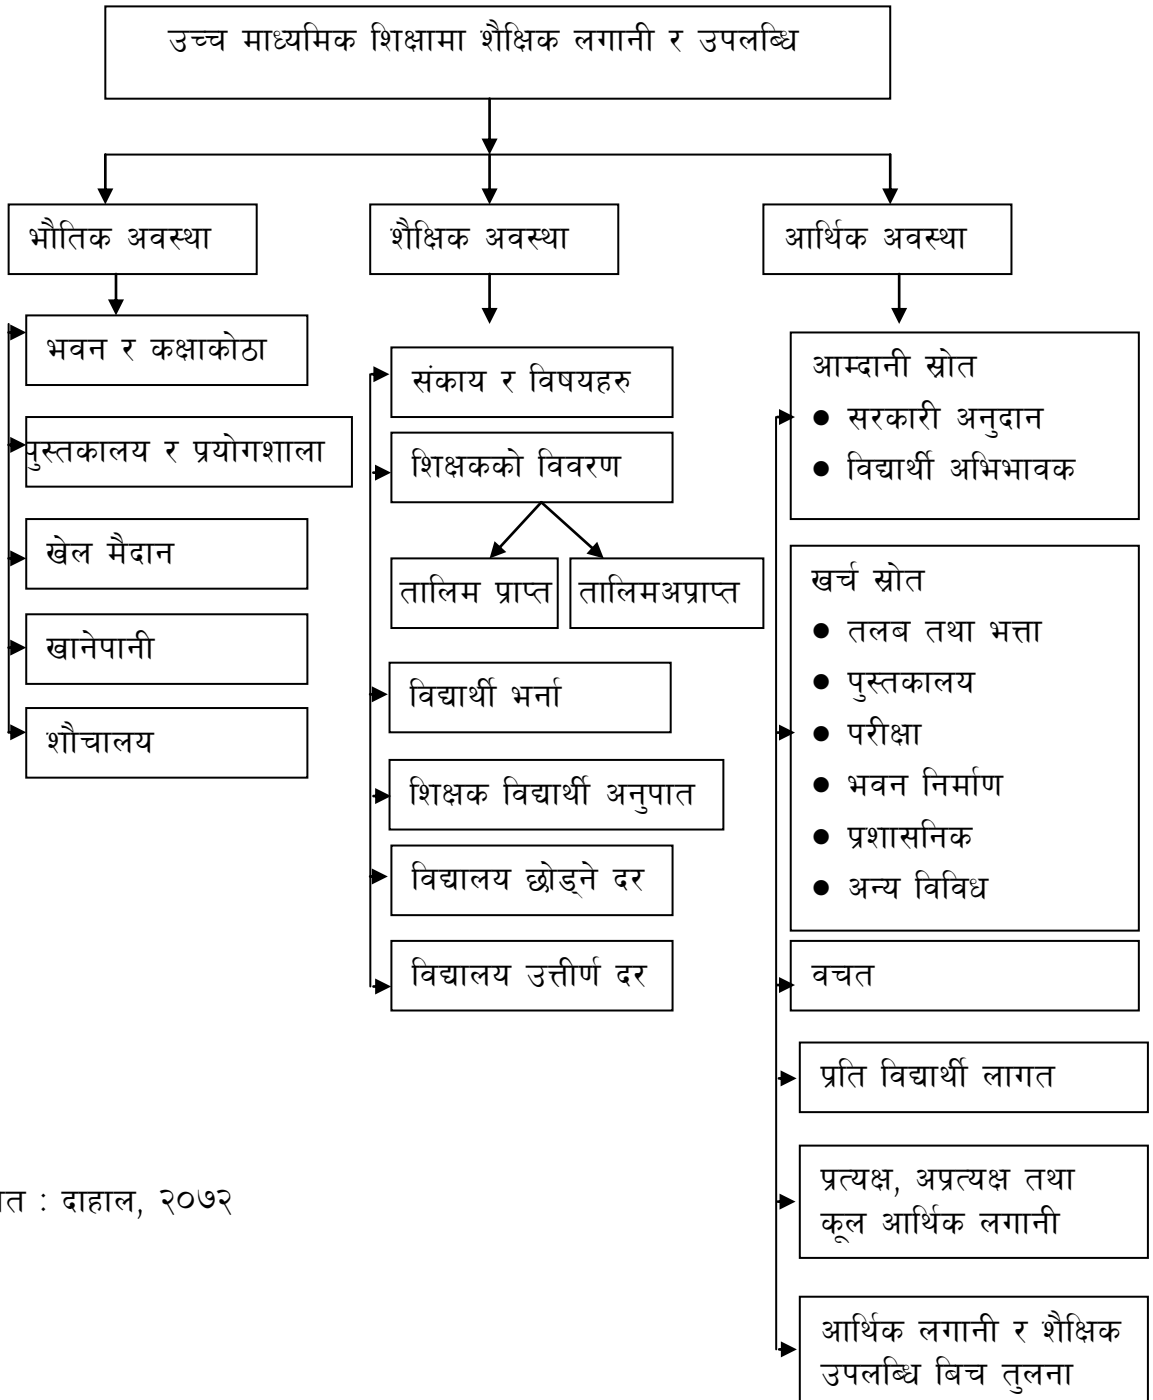 उच्च माध्यमिक शिक्षामा शैक्षिक लगानी र उपलब्धि
भौतिक अवस्था
भवन र कक्षाकोठा
पुस्तकालय र प्रयोगशाला
खेल मैदान
खानेपानी
शौचालय
शैक्षिक अवस्था
संकाय र विषयहरु
शिक्षकको विवरण
तालिम प्राप्त
तालिमअप्राप्त
विद्यार्थी भर्ना
शिक्षक विद्यार्थी अनुपात
विद्यालय छोड्ने दर
विद्यालय उत्तीर्ण दर
आर्थिक अवस्था
आम्दानी स्रोत
● सरकारी अनुदान
● विद्यार्थी अभिभावक
खर्च स्रोत
● तलब तथा भत्ता
● पुस्तकालय
● परीक्षा
● भवन निर्माण
● प्रशासनिक
● अन्य विविध
वचत
प्रति विद्यार्थी लागत
प्रत्यक्ष, अप्रत्यक्ष तथा
कूल आर्थिक लगानी
आर्थिक लगानी र शैक्षिक
उपलब्धि बिच तुलना
: दाहाल, २०७२